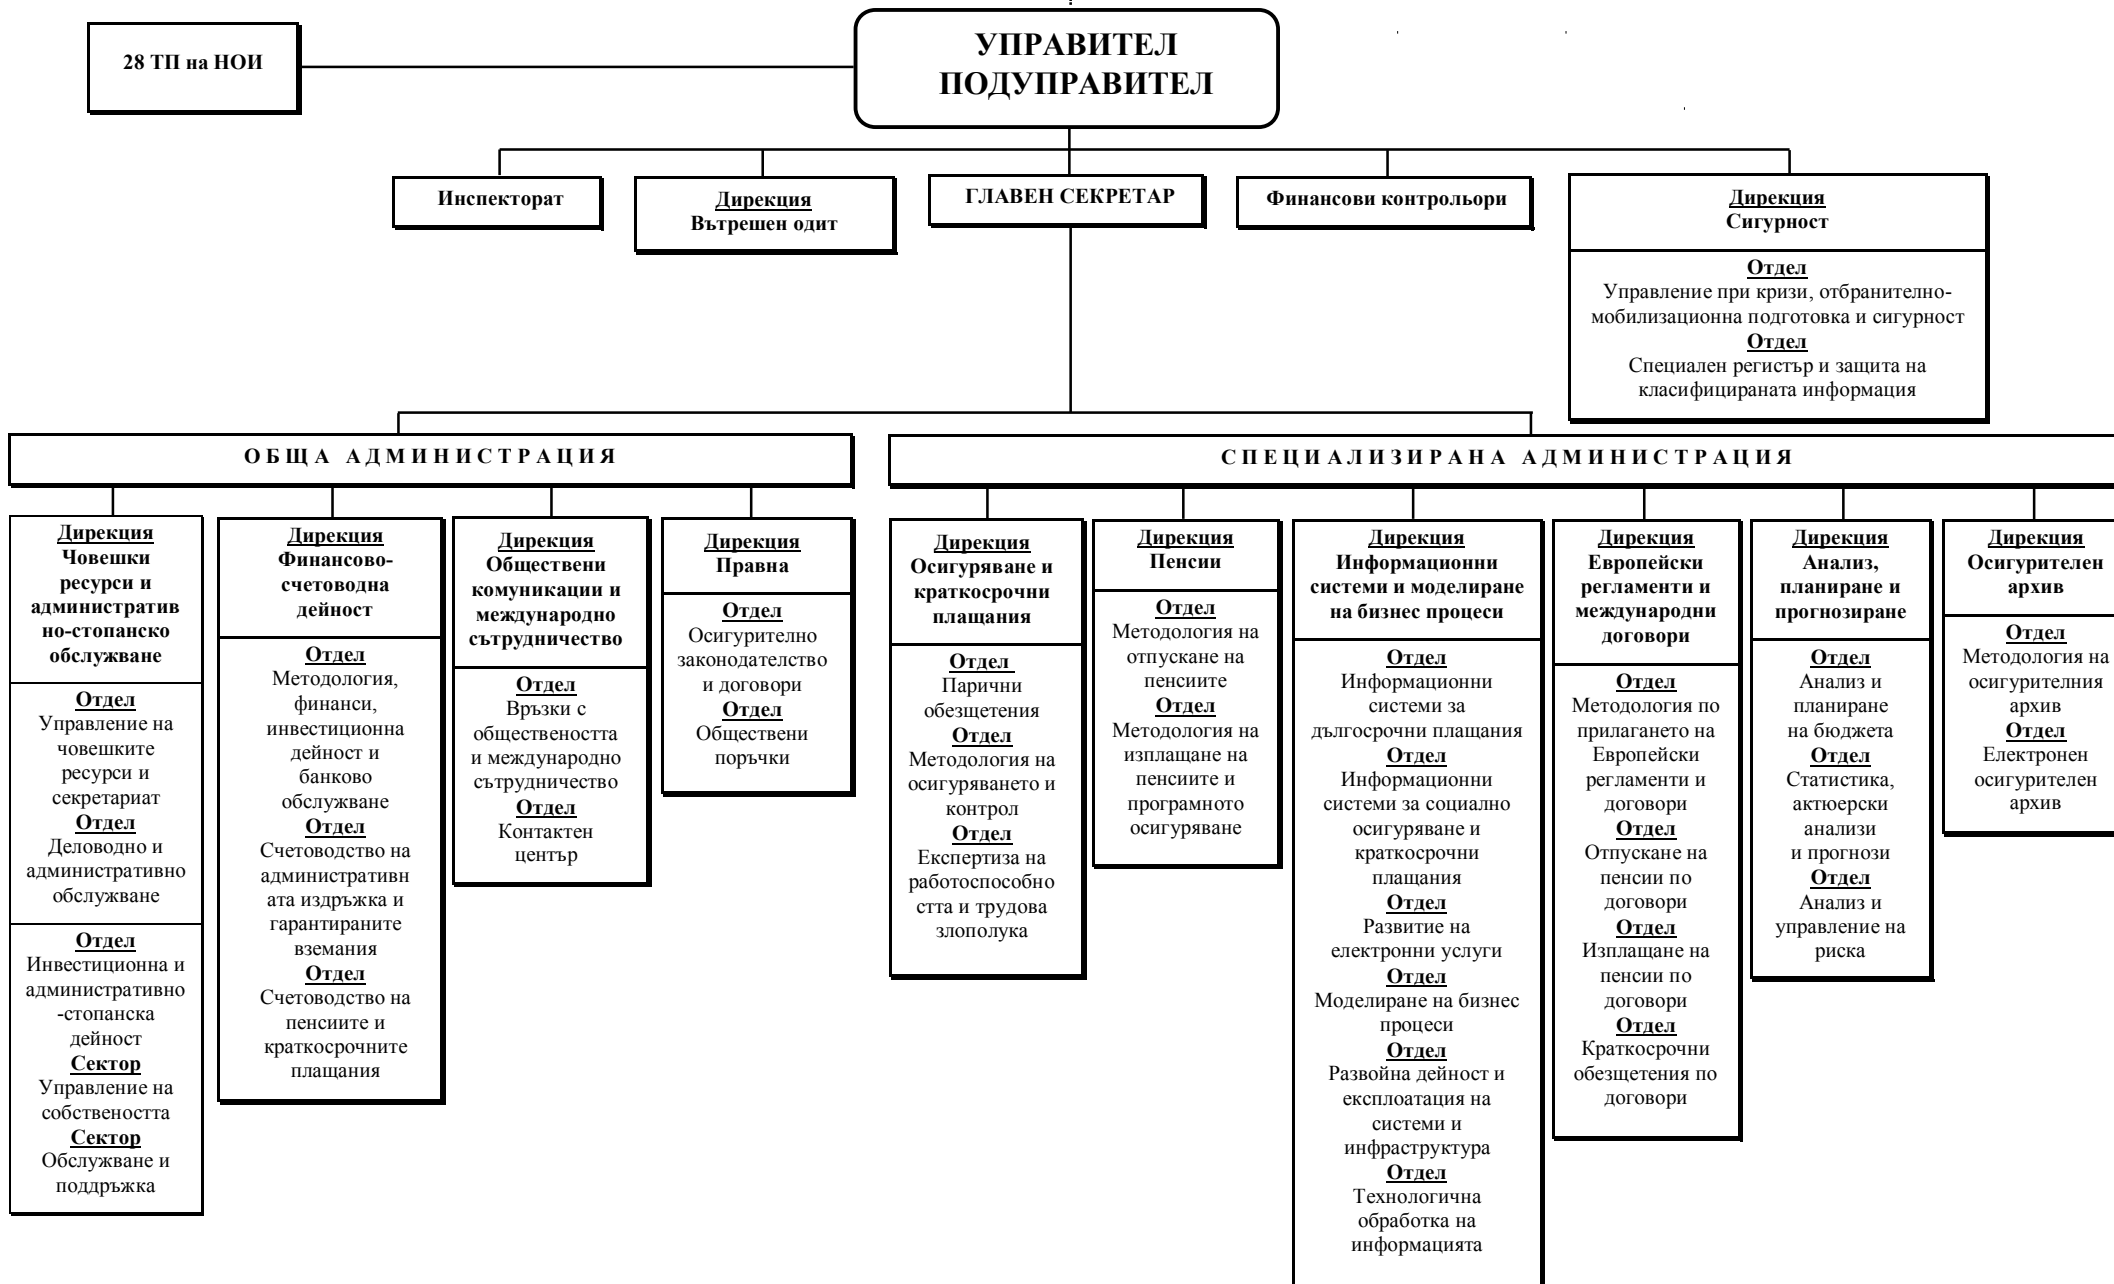 28 ТП на НОИ
УПРАВИТЕЛ
ПОДУПРАВИТЕЛ
Инспекторат
Дирекция
Вътрешен одит
ГЛАВЕН СЕКРЕТАР
Финансови контрольори
Дирекция
Сигурност
Отдел
Управление при кризи, отбранително-
мобилизационна подготовка и сигурност
Отдел
Специален регистър и защита на
класифицираната информация
ОБЩА АДМИНИСТРАЦИЯ
СПЕЦИАЛИЗИРАНА АДМИНИСТРАЦИЯ
Дирекция
Човешки
ресурси и
административ
но-стопанско
обслужване
Отдел
Управление на
човешките
ресурси и
секретариат
Отдел
Деловодно и
административно
обслужване
Отдел
Инвестиционна и
административно
-стопанска
дейност
Сектор
Управление на
собствеността
Сектор
Обслужване и
поддръжка
Дирекция
Финансово-
счетоводна
дейност
Отдел
Методология,
финанси,
инвестиционна
дейност и
банково
обслужване
Отдел
Счетоводство на
административн
ата издръжка и
гарантираните
вземания
Отдел
Счетоводство на
пенсиите и
краткосрочните
плащания
Дирекция
Обществени
комуникации и
международно
сътрудничество
Отдел
Връзки с
обществеността
и международно
сътрудничество
Отдел
Контактен
център
Дирекция
Правна
Отдел
Осигурително
законодателство
и договори
Отдел
Обществени
поръчки
Дирекция
Осигуряване и
краткосрочни
плащания
Отдел
Парични
обезщетения
Отдел
Методология на
осигуряването и
контрол
Отдел
Експертиза на
работоспособно
стта и трудова
злополука
Дирекция
Пенсии
Отдел
Методология на
отпускане на
пенсиите
Отдел
Методология на
изплащане на
пенсиите и
програмното
осигуряване
Дирекция
Информационни
системи и моделиране
на бизнес процеси
Отдел
Информационни
системи за
дългосрочни плащания
Отдел
Информационни
системи за социално
осигуряване и
краткосрочни
плащания
Отдел
Развитие на
електронни услуги
Отдел
Моделиране на бизнес
процеси
Отдел
Развойна дейност и
експлоатация на
системи и
инфраструктура
Отдел
Технологична
обработка на
информацията
Дирекция
Европейски
регламенти и
международни
договори
Отдел
Методология по
прилагането на
Европейски
регламенти и
договори
Отдел
Отпускане на
пенсии по
договори
Отдел
Изплащане на
пенсии по
договори
Отдел
Краткосрочни
обезщетения по
договори
Дирекция
Анализ,
планиране и
прогнозиране
Отдел
Анализ и
планиране
на бюджета
Отдел
Статистика,
актюерски
анализи
и прогнози
Отдел
Анализ и
управление на
риска
Дирекция
Осигурителен
архив
Отдел
Методология на
осигурителния
архив
Отдел
Електронен
осигурителен
архив